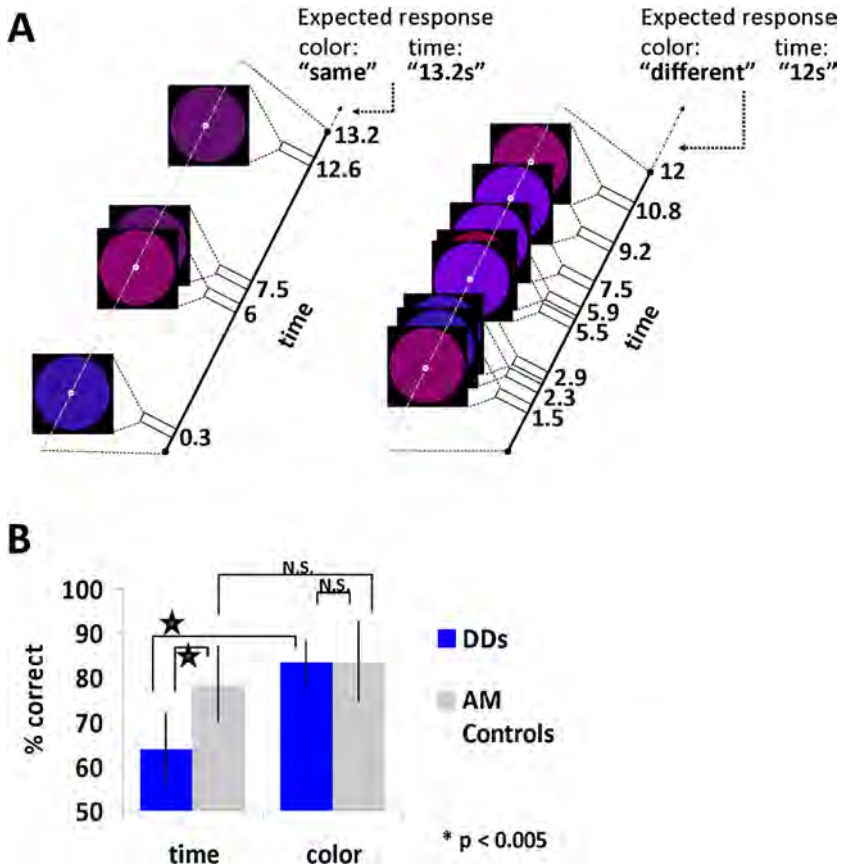 A
Expected response
color: time:
“same” “13.2s”
13.2
12.6
7.5
6
0.3
time
Expected response
color: time:
“different” “12s”
12
10.8
9.2
7.5
5.9
5.5
2.9
2.3
1.5
time
B
% correct
100
90
80
70
60
50
N.S.
N.S.
time color
DDs
AM
Controls
* p < 0.005